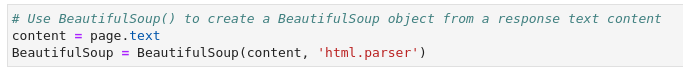 # Use BeautifulSoup() to create a BeautifulSoup object from a response text content
content = page.text
BeautifulSoup = BeautifulSoup(content, 'html.parser')